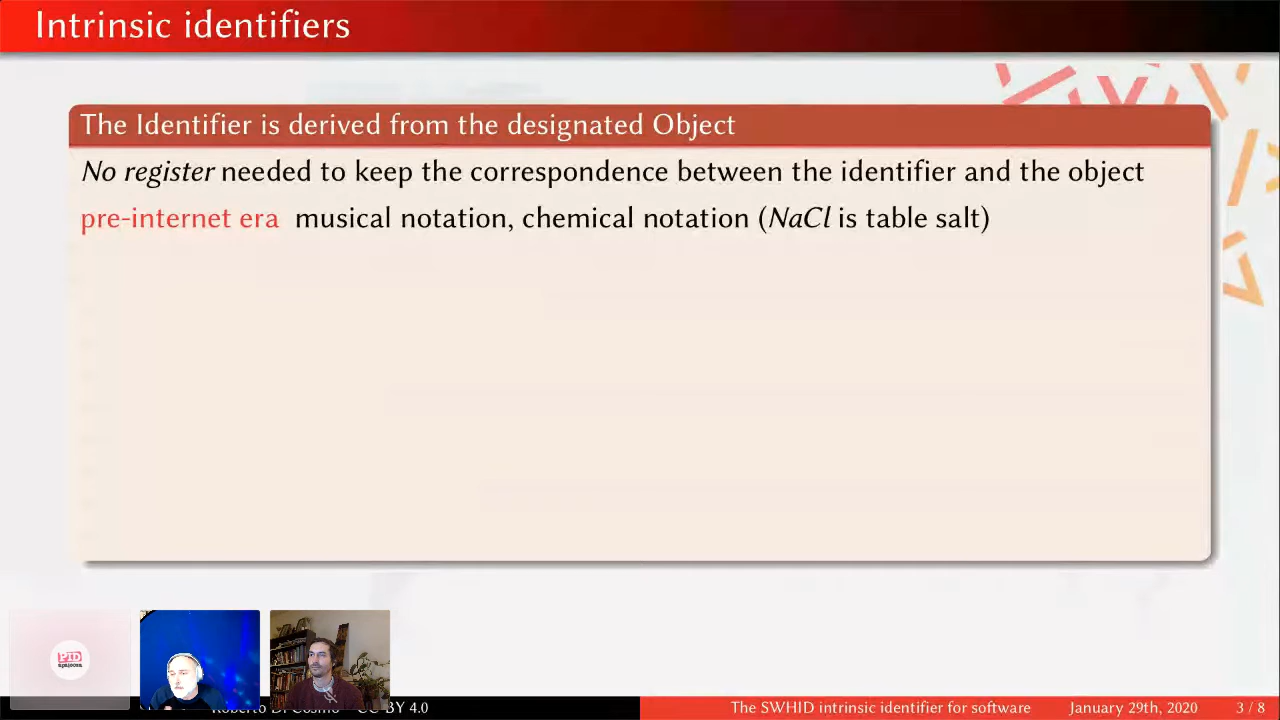 Intrinsic identifiers
The Identifier is derived from the designated Object
No register needed to keep the correspondence between the identifier and the object
pre-internet era musical notation, chemical notation (NaCl is table salt)
PID
apalooza
Roberto Di Cosmo CC-BY 4.0
The SWHID intrinsic identifier for software January 29th, 2020 3 / 8